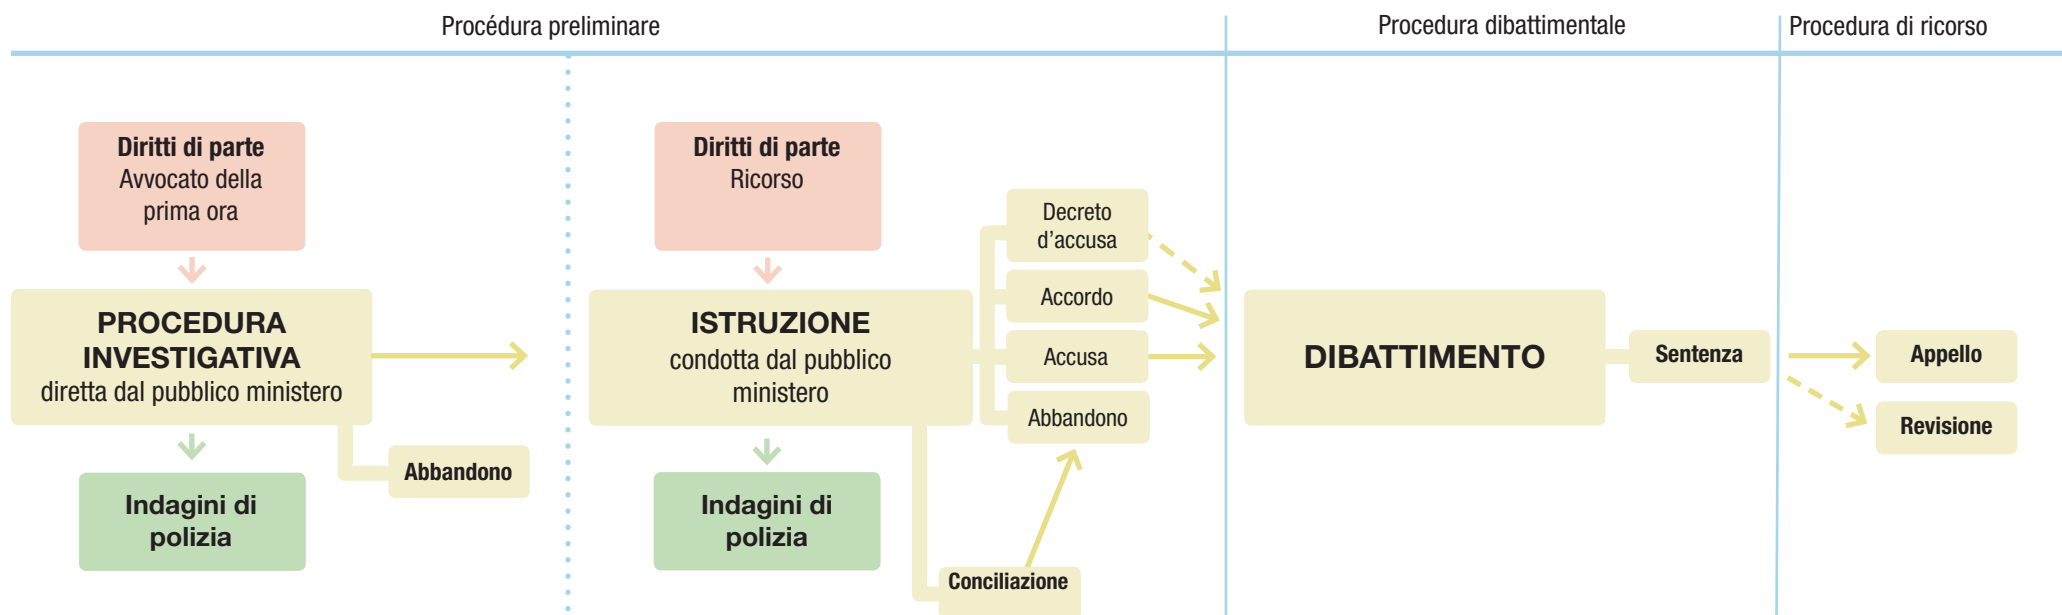 Procédura preliminare
Procedura dibattimentale
Procedura di ricorso
Diritti di parte
Avvocato della
prima ora
PROCEDURA
INVESTIGATIVA
diretta dal pubblico ministero
Abbandono
Indagini di
polizia
Diritti di parte
Ricorso
ISTRUZIONE
condotta dal pubblico
ministero
Indagini di
polizia
Decreto
d’accusa
Accordo
Accusa
Abbandono
Conciliazione
DIBATTIMENTO
Sentenza
Appello
Revisione